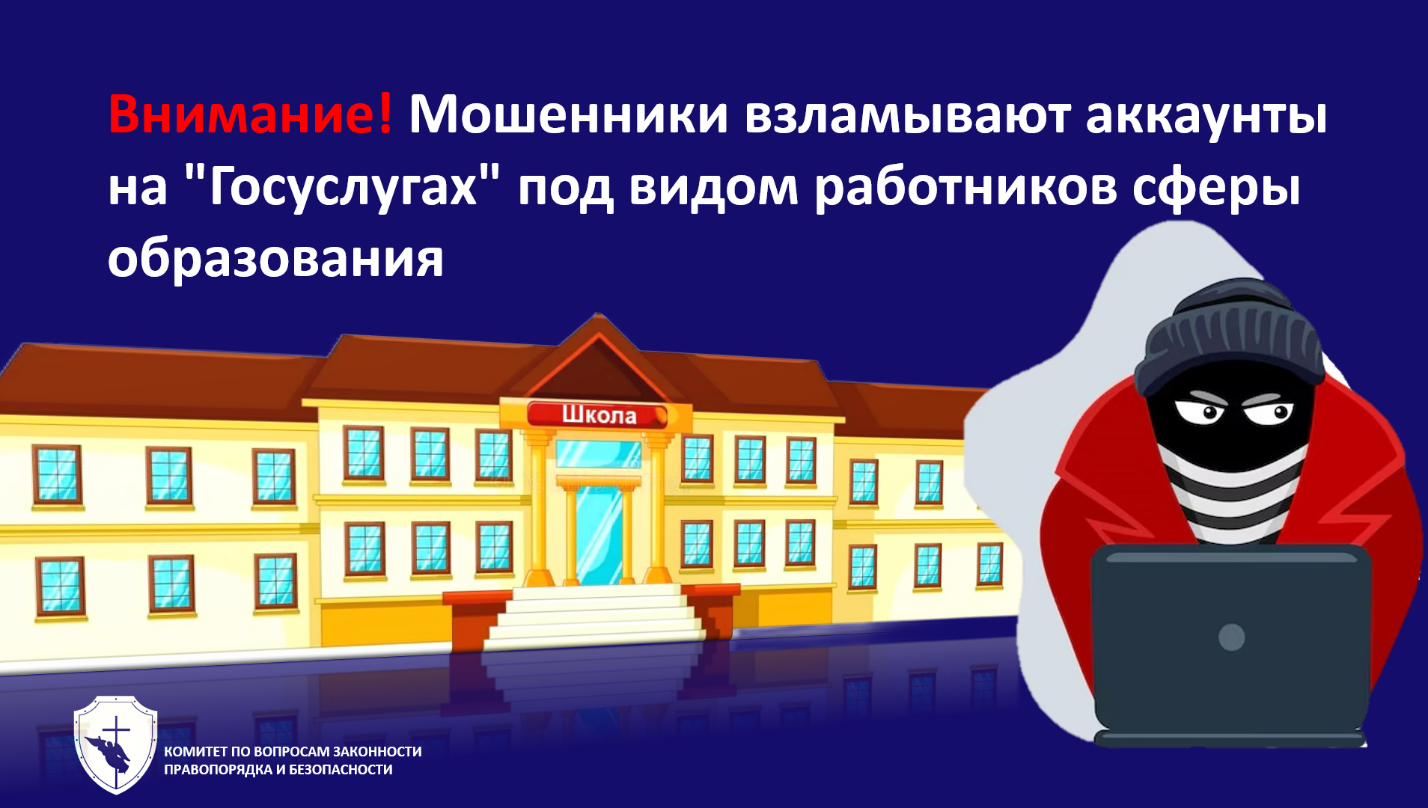 Внимание! Мошенники взламывают аккаунты
на "Госуслугах" под видом работников сферы
образования
Школа
КОМИТЕТ ПО ВОПРОСАМ ЗАКОННОСТИ
ПРАВОПОРЯДКА И БЕЗОПАСНОСТИ